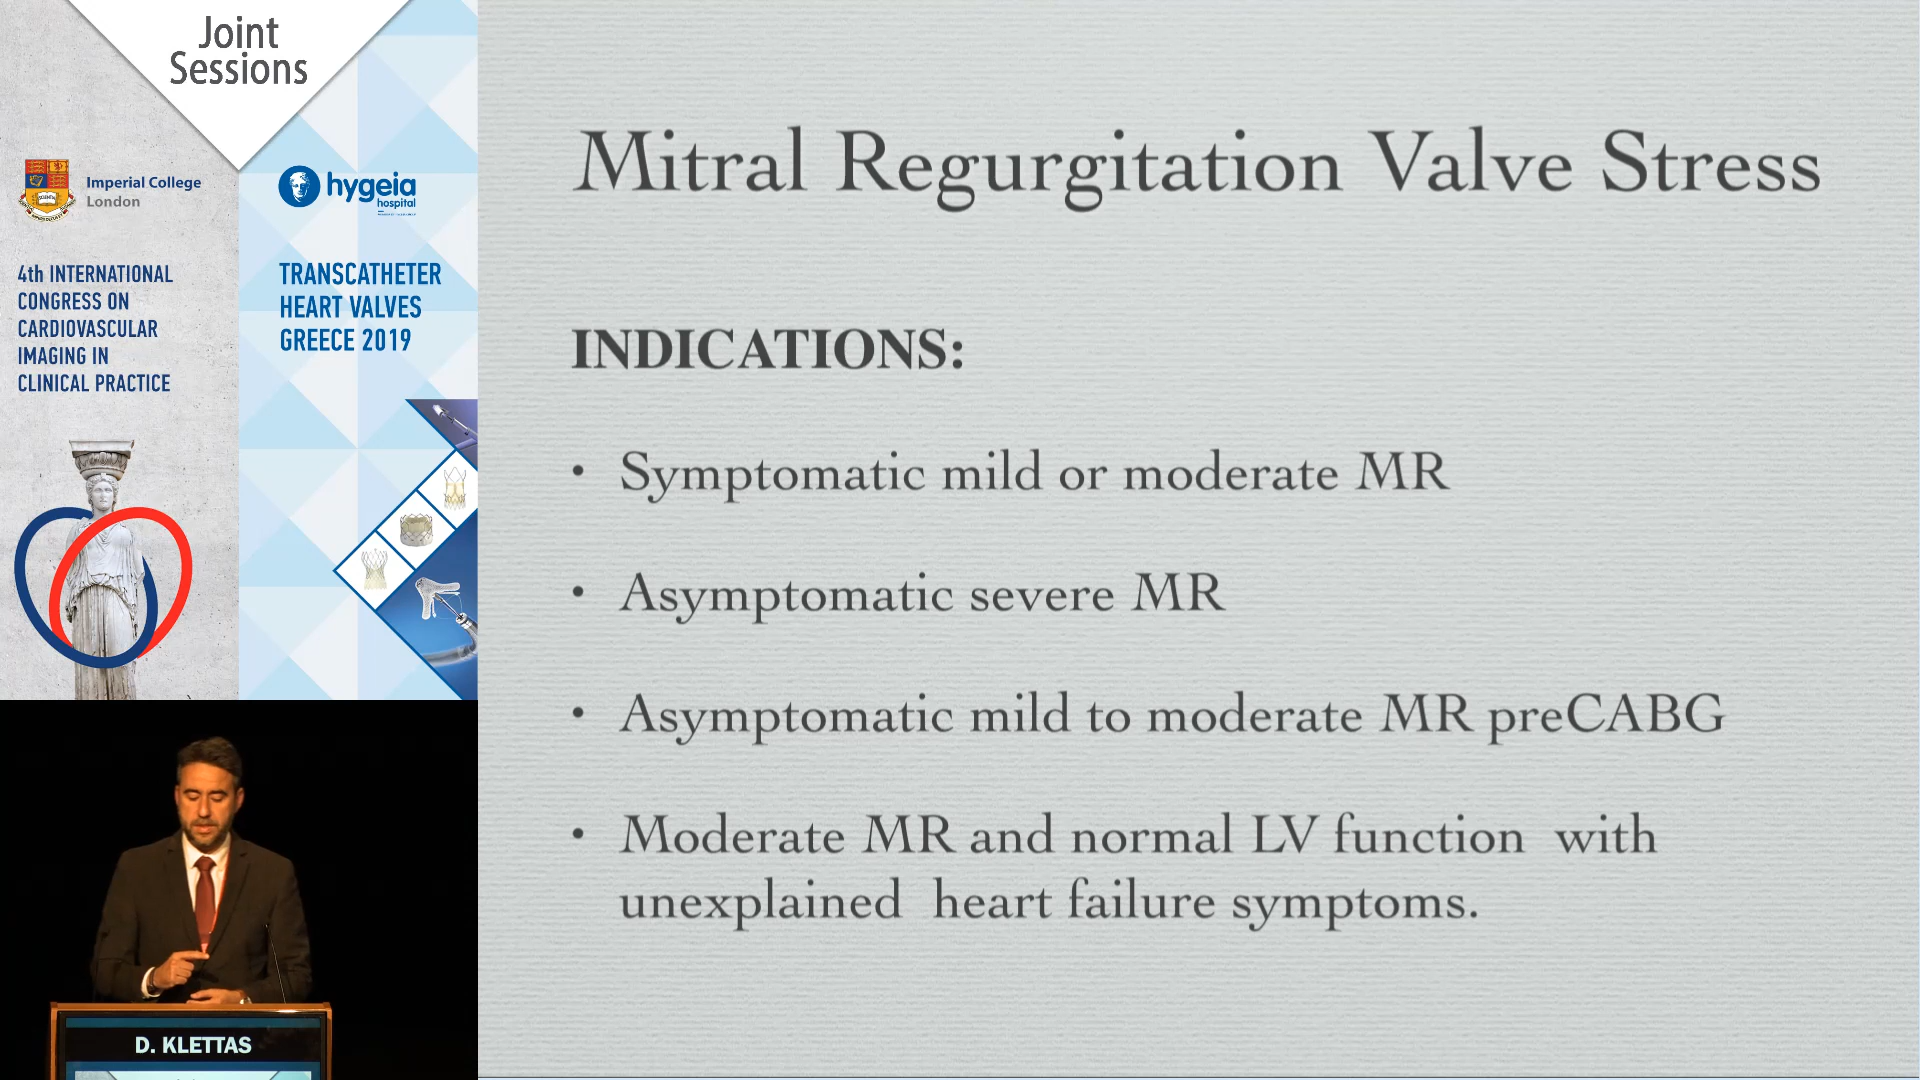 Joint
Sessions
Imperial College
London
hygeia
hospital
4th INTERNATIONAL
CONGRESS ON
CARDIOVASCULAR
IMAGING IN
CLINICAL PRACTICE
TRANSCATHETER
HEART VALVES
GREECE 2019
D. KLETTAS
Mitral Regurgitation Valve Stress
INDICATIONS:
• Symptomatic mild or moderate MR
• Asymptomatic severe MR
• Asymptomatic mild to moderate MR preCABG
• Moderate MR and normal LV function with
unexplained heart failure symptoms.